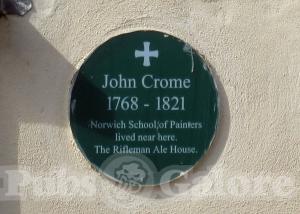 John Crome
1768 - 1821
Norwich School of Painters
lived near here.
The Rifleman Ale House.
Pubs Galore